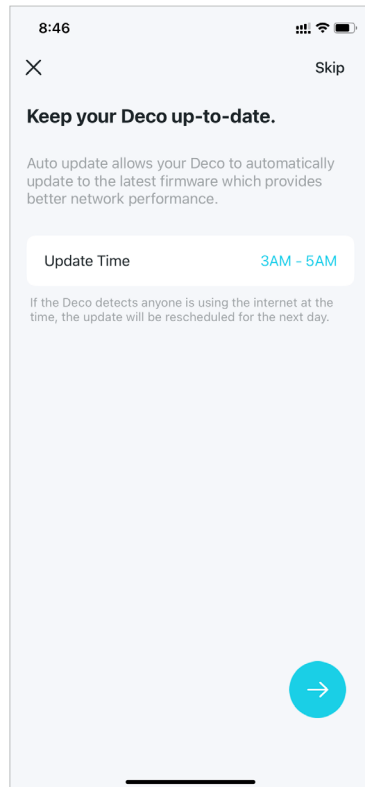 8:46
Skip
Keep your Deco up-to-date.
Auto update allows your Deco to automatically
update to the latest firmware which provides
better network performance.
Update Time 3AM - 5AM
If the Deco detects anyone is using the internet at the
time, the update will be rescheduled for the next day.